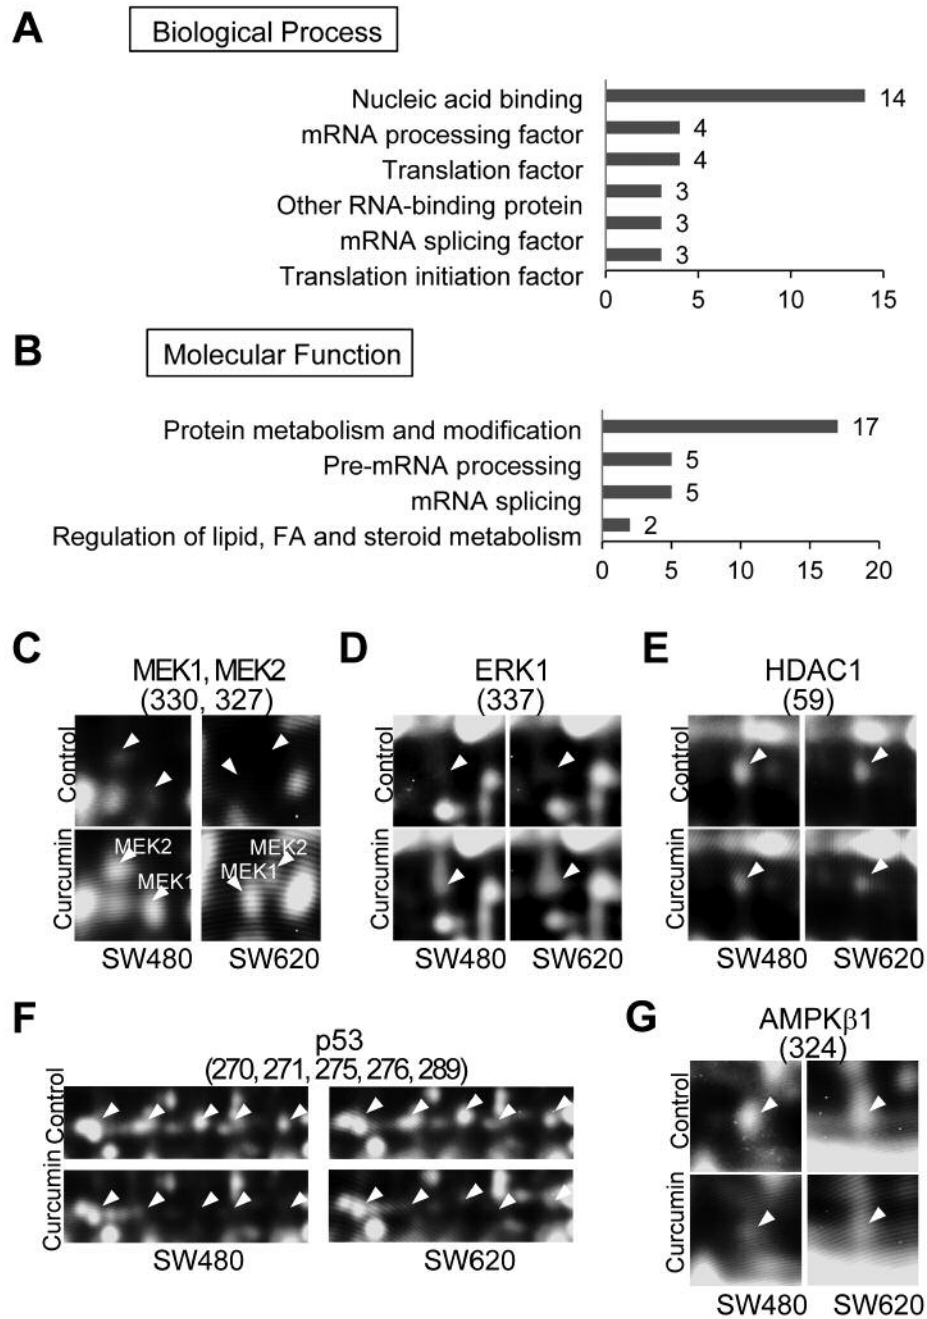 A
Biological Process
Nucleic acid binding 14
mRNA processing factor 4
Translation factor 4
Other RNA-binding protein 3
mRNA splicing factor 3
Translation initiation factor 3
0 5 10 15
B
Molecular Function
Protein metabolism and modification 17
Pre-mRNA processing 5
mRNA splicing 5
Regulation of lipid, FA and steroid metabolism 2
0 5 10 15 20
C
MEK1, MEK2
(330, 327)
Control
Curcumin
MEK2
MEK1
MEK2
MEK1
SW480 SW620
D
ERK1
(337)
SW480 SW620
E
HDAC1
(59)
Control
Curcumin
SW480 SW620
F
p53
(270, 271, 275, 276, 289)
Control
Curcumin
SW480 SW620
G
AMPKβ1
(324)
Control
Curcumin
SW480 SW620